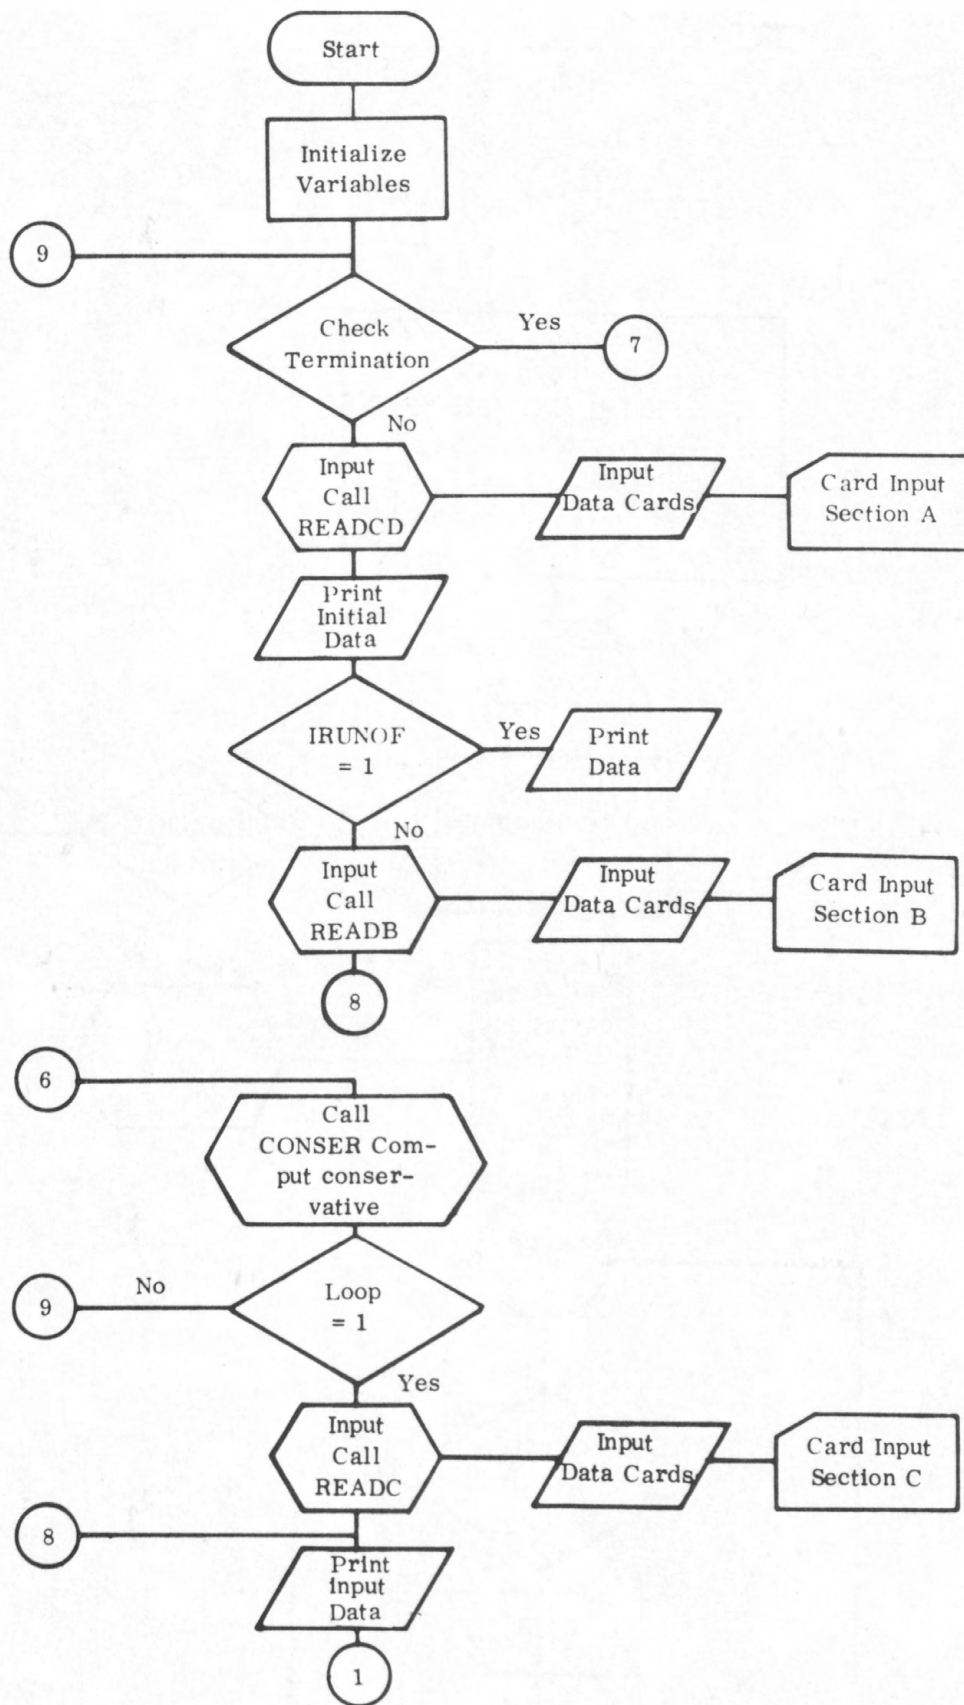 Start
Initialize
Variables
9
Check
Termination
Yes
7
No
Input
Call
READCD
Input
Data Cards
Card Input
Section A
Print
Initial
Data
IRUNOF
= 1
Yes
Print
Data
No
Input
Call
READB
Input
Data Cards
Card Input
Section B
8
6
Call
CONSER Com-
put conser-
vative
9
No
Loop
= 1
Yes
Input
Call
READC
Input
Data Cards
Card Input
Section C
8
Print
Input
Data
1